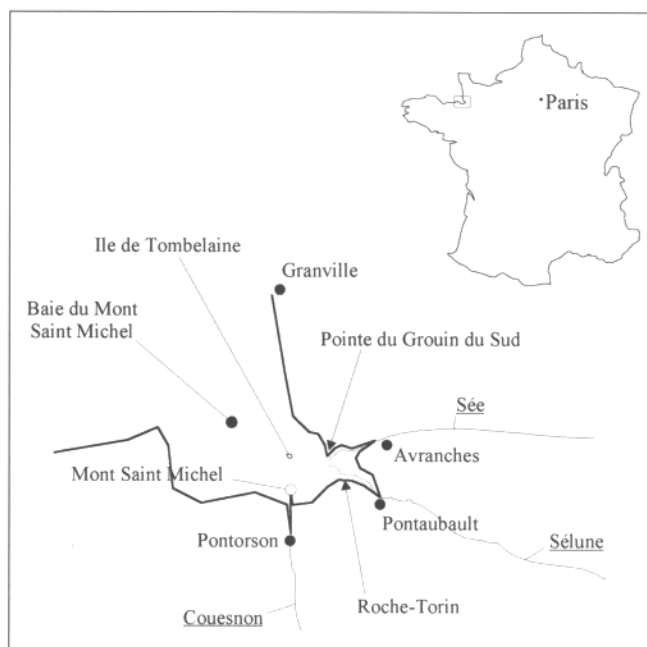 Paris
Ile de Tombelaine
Granville
Baie du Mont
Saint Michel
Pointe du Grouin du Sud
Sée
Avranches
Mont Saint Michel
Pontaubault
Pontorson
Sélune
Roche-Torin
Couesnon